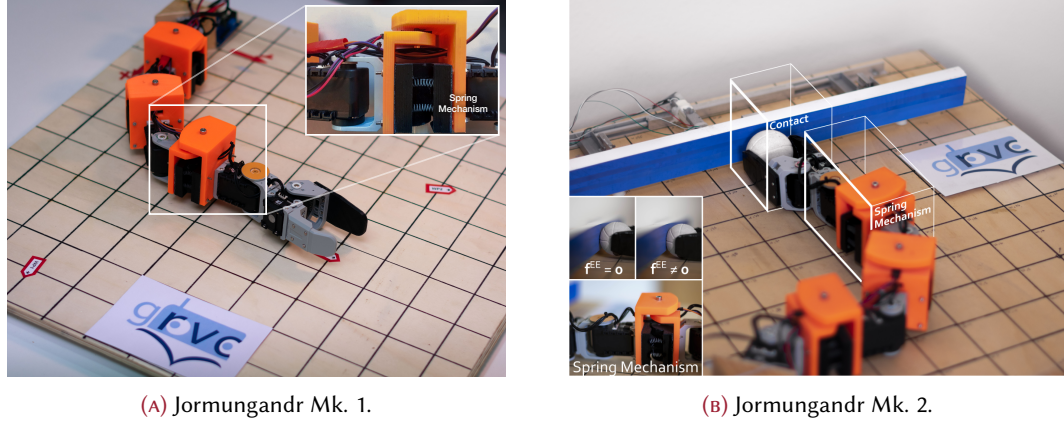 Spring
Mechanism
grvc
(A) Jormungandr Mk. 1.
Contact
Spring
Mechanism
grvc
f^EE = 0
f^EE ≠ 0
Spring Mechanism
(B) Jormungandr Mk. 2.